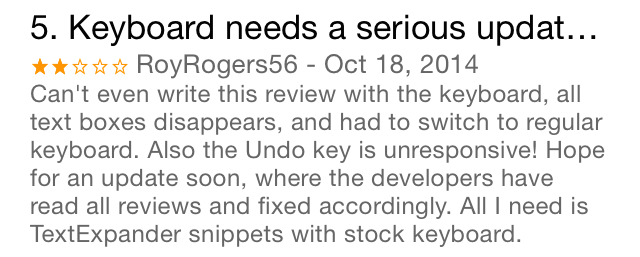 5. Keyboard needs a serious updat…
RoyRogers56 - Oct 18, 2014
Can't even write this review with the keyboard, all
text boxes disappears, and had to switch to regular
keyboard. Also the Undo key is unresponsive! Hope
for an update soon, where the developers have
read all reviews and fixed accordingly. All I need is
TextExpander snippets with stock keyboard.